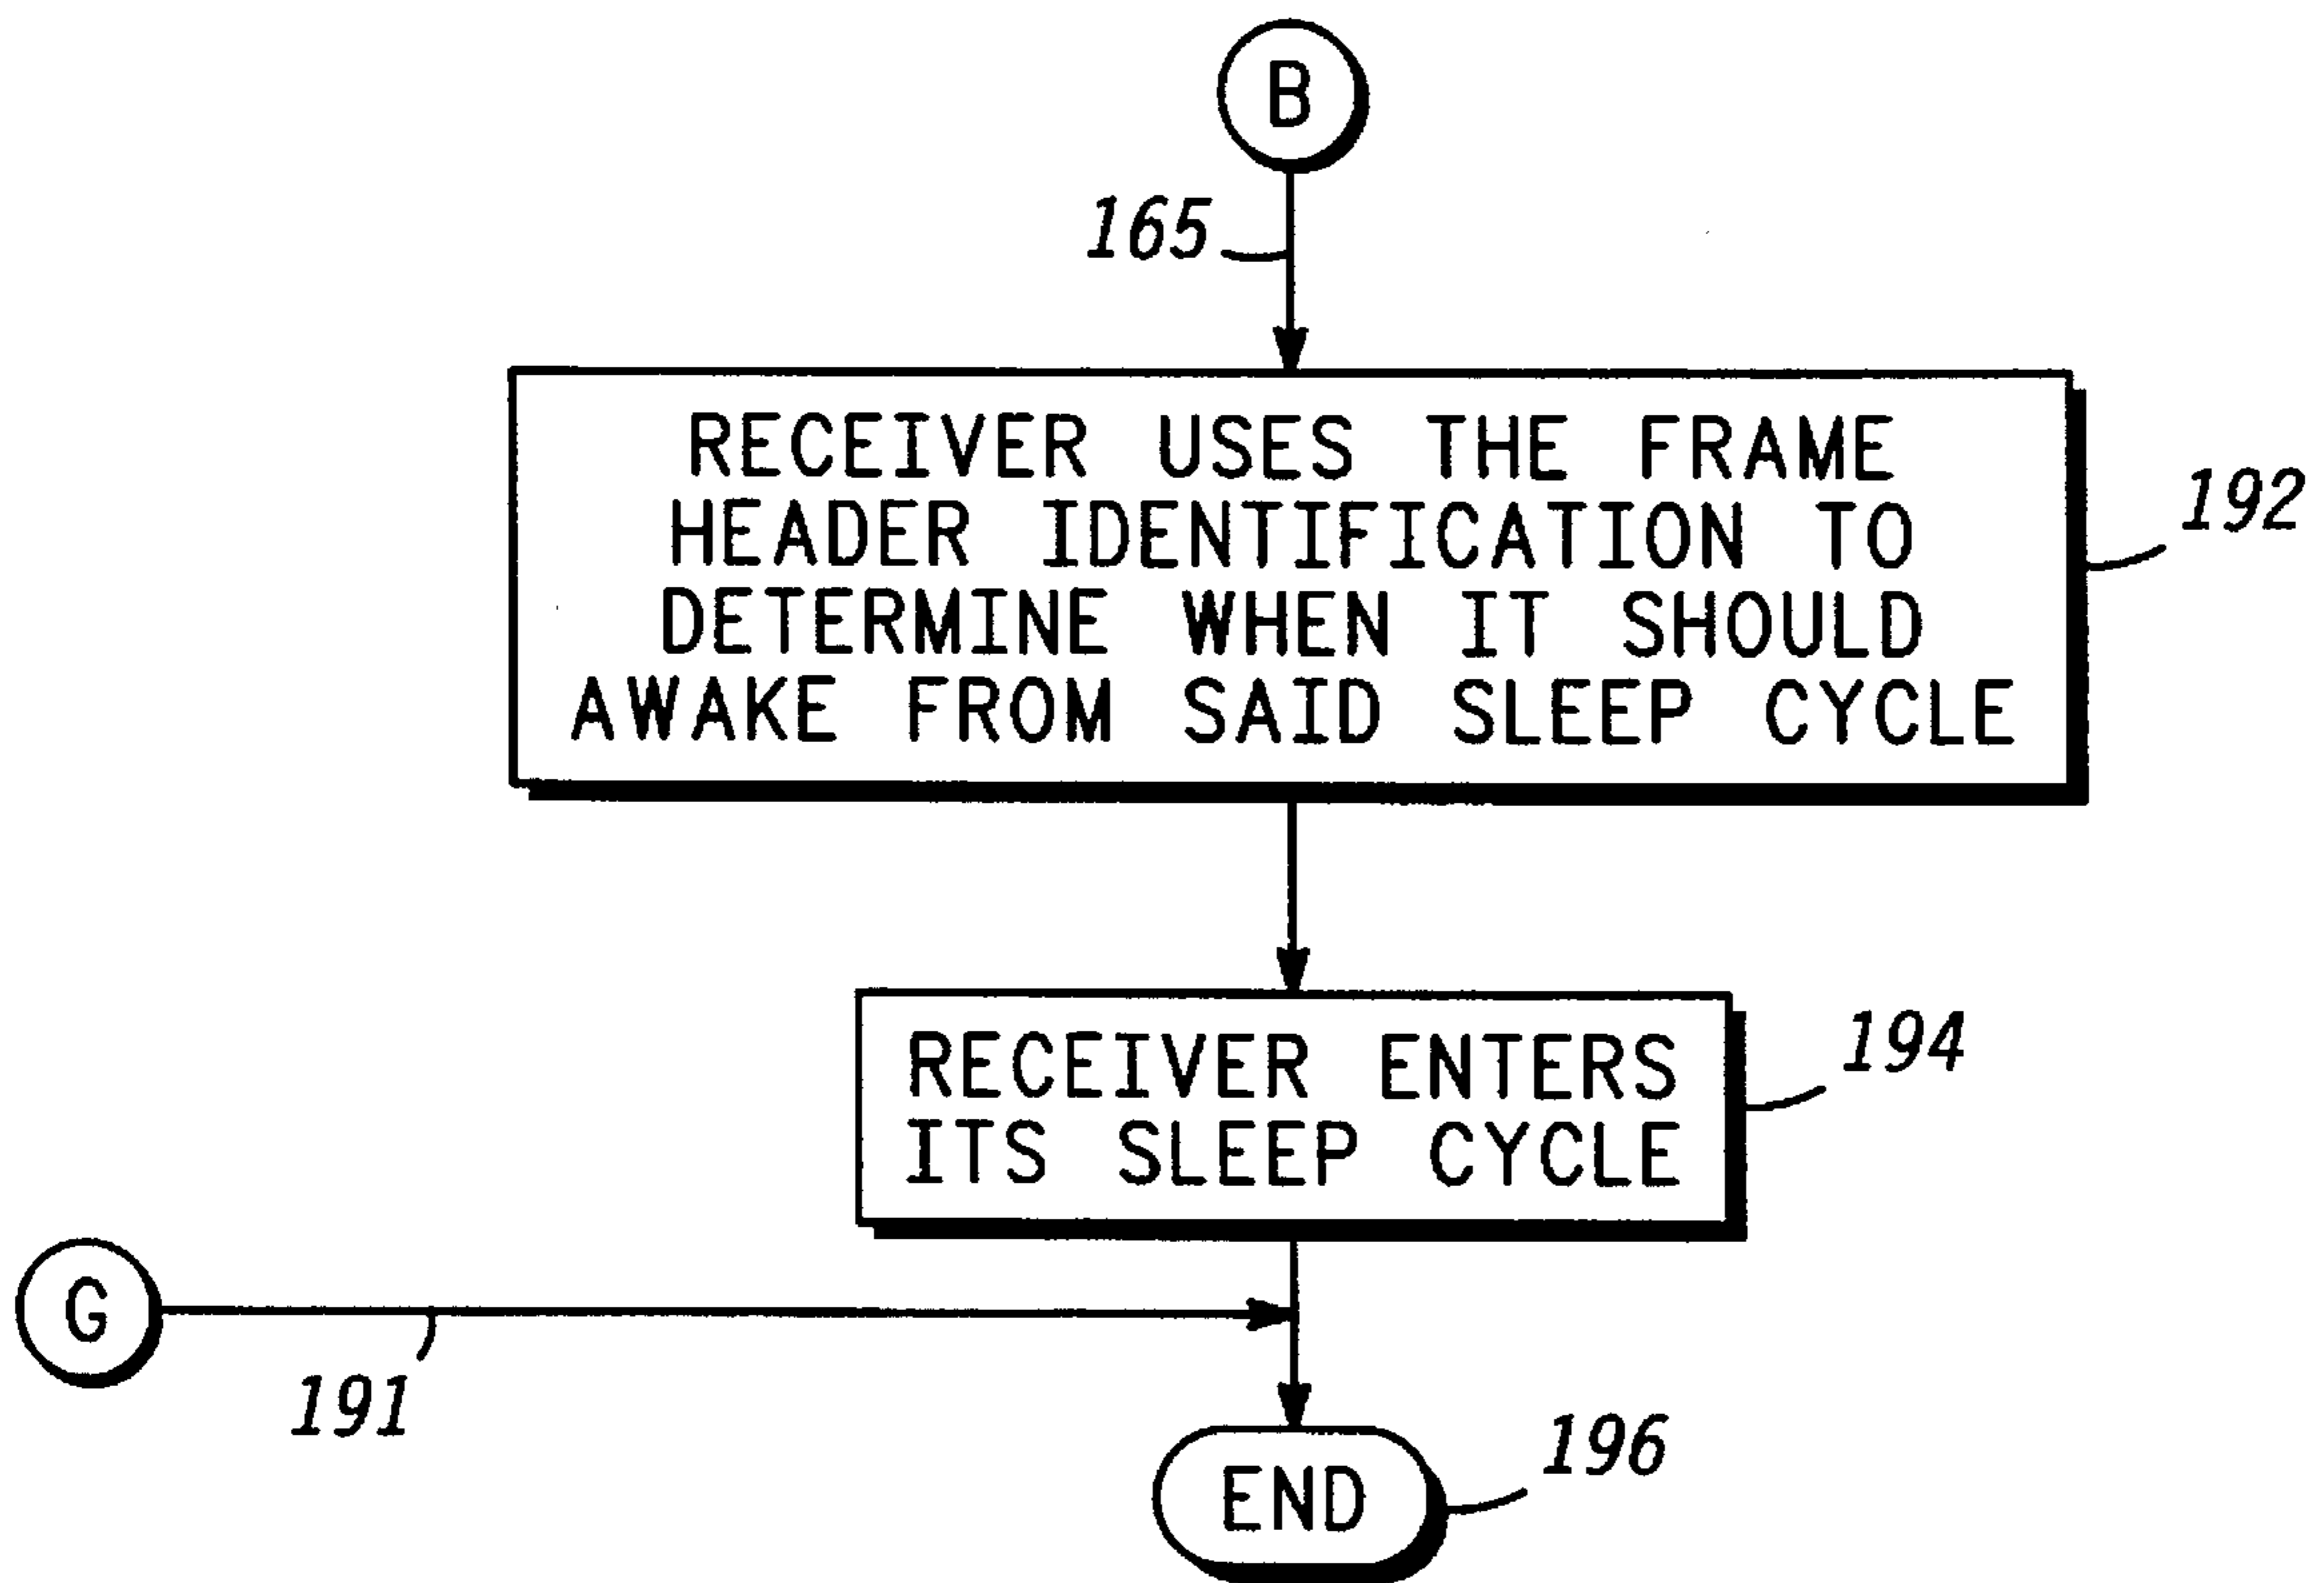 B
165
RECEIVER USES THE FRAME
HEADER IDENTIFICATION TO
DETERMINE WHEN IT SHOULD
AWAKE FROM SAID SLEEP CYCLE
192
RECEIVER ENTERS
ITS SLEEP CYCLE
194
G
191
END
196